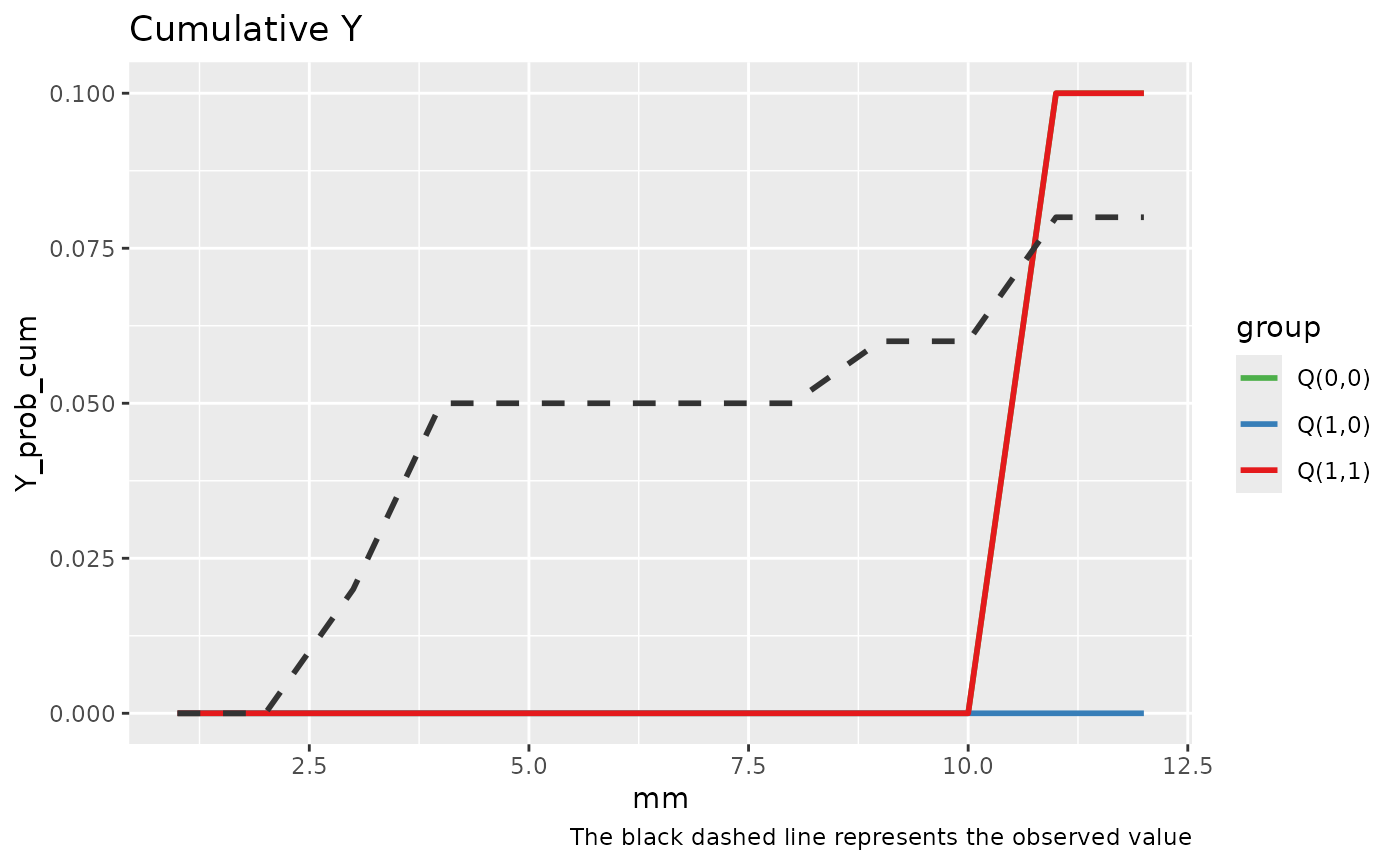 Cumulative Y
Y_prob_cum
0.100
0.075
0.050
0.025
0.000
2.5 5.0 7.5 10.0 12.5
mm
The black dashed line represents the observed value
group
Q(0,0)
Q(1,0)
Q(1,1)